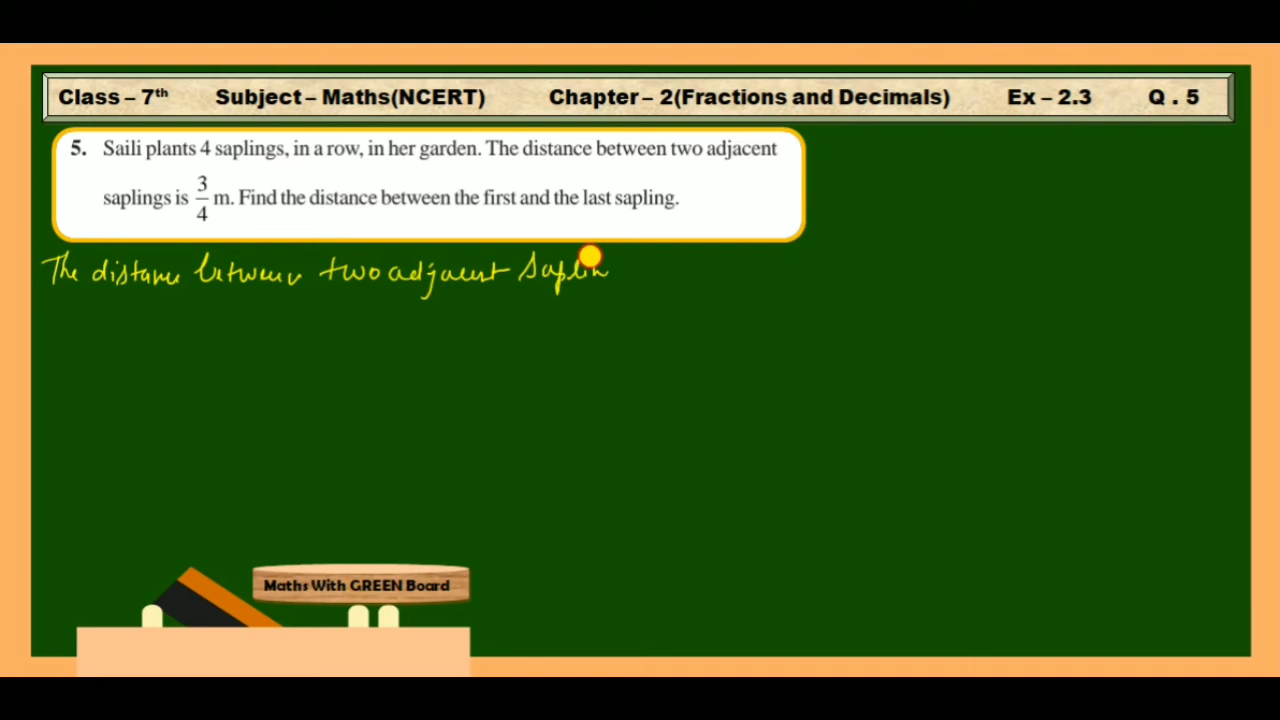 Class – 7th Subject – Maths(NCERT) Chapter – 2(Fractions and Decimals) Ex – 2.3 Q . 5
5. Saili plants 4 saplings, in a row, in her garden. The distance between two adjacent
saplings is 3/4 m. Find the distance between the first and the last sapling.
The distance between two adjacent Saplin
Maths With GREEN Board